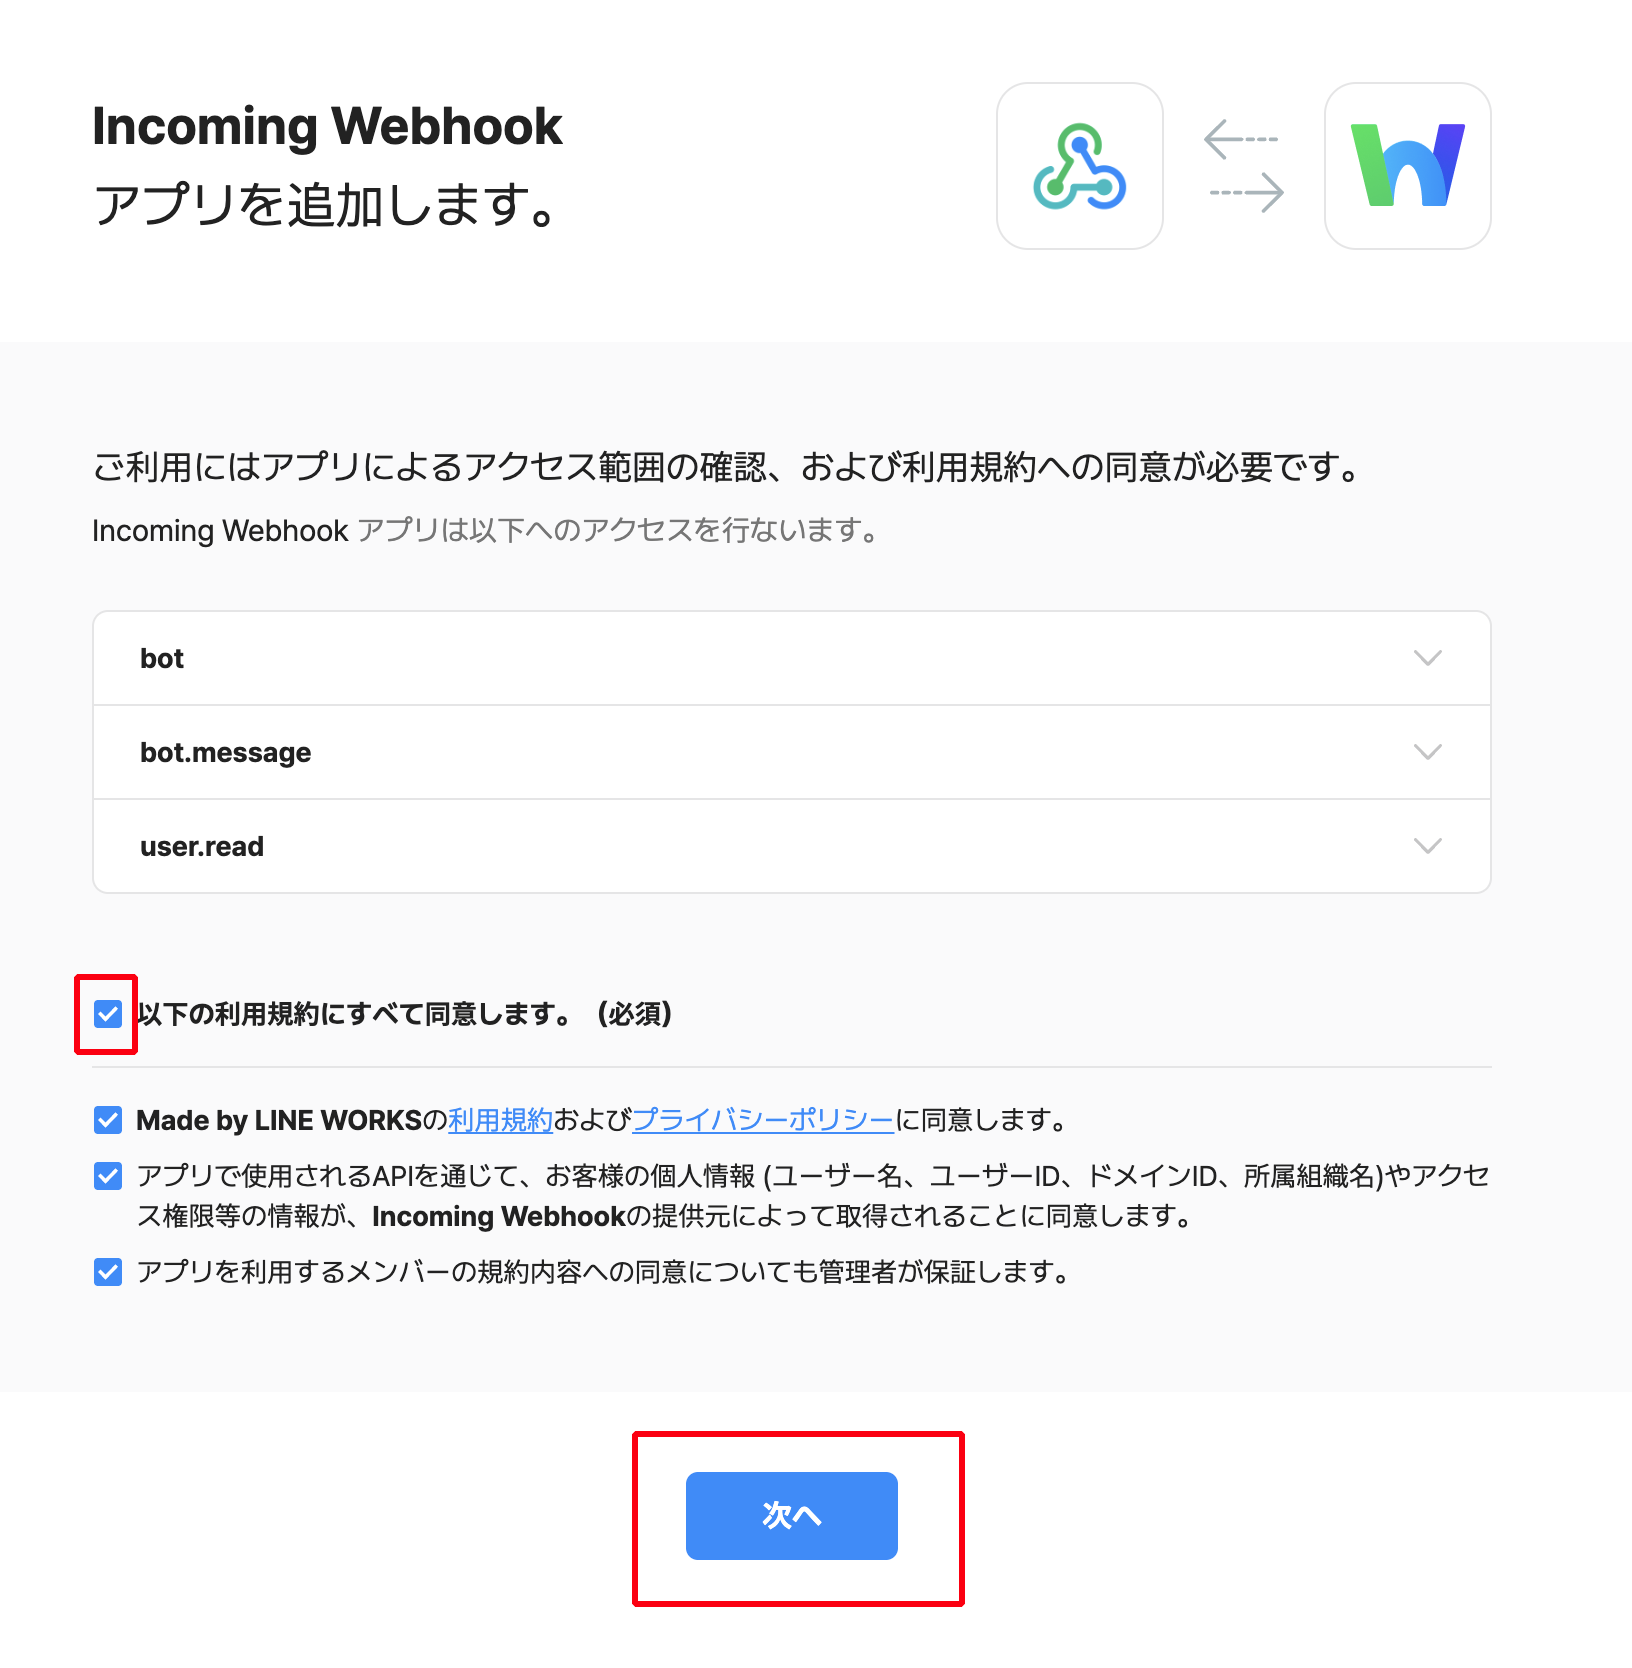 Incoming Webhook
アプリを追加します。
ご利用にはアプリによるアクセス範囲の確認、および利用規約への同意が必要です。
Incoming Webhook アプリは以下へのアクセスを行ないます。
bot
bot.message
user.read
以下の利用規約にすべて同意します。 (必須)
Made by LINE WORKSの利用規約およびプライバシーポリシーに同意します。
アプリで使用されるAPIを通じて、お客様の個人情報 (ユーザー名、ユーザーID、ドメインID、所属組織名)やアクセ
ス権限等の情報が、Incoming Webhookの提供元によって取得されることに同意します。
アプリを利用するメンバーの規約内容への同意についても管理者が保証します。
次へ